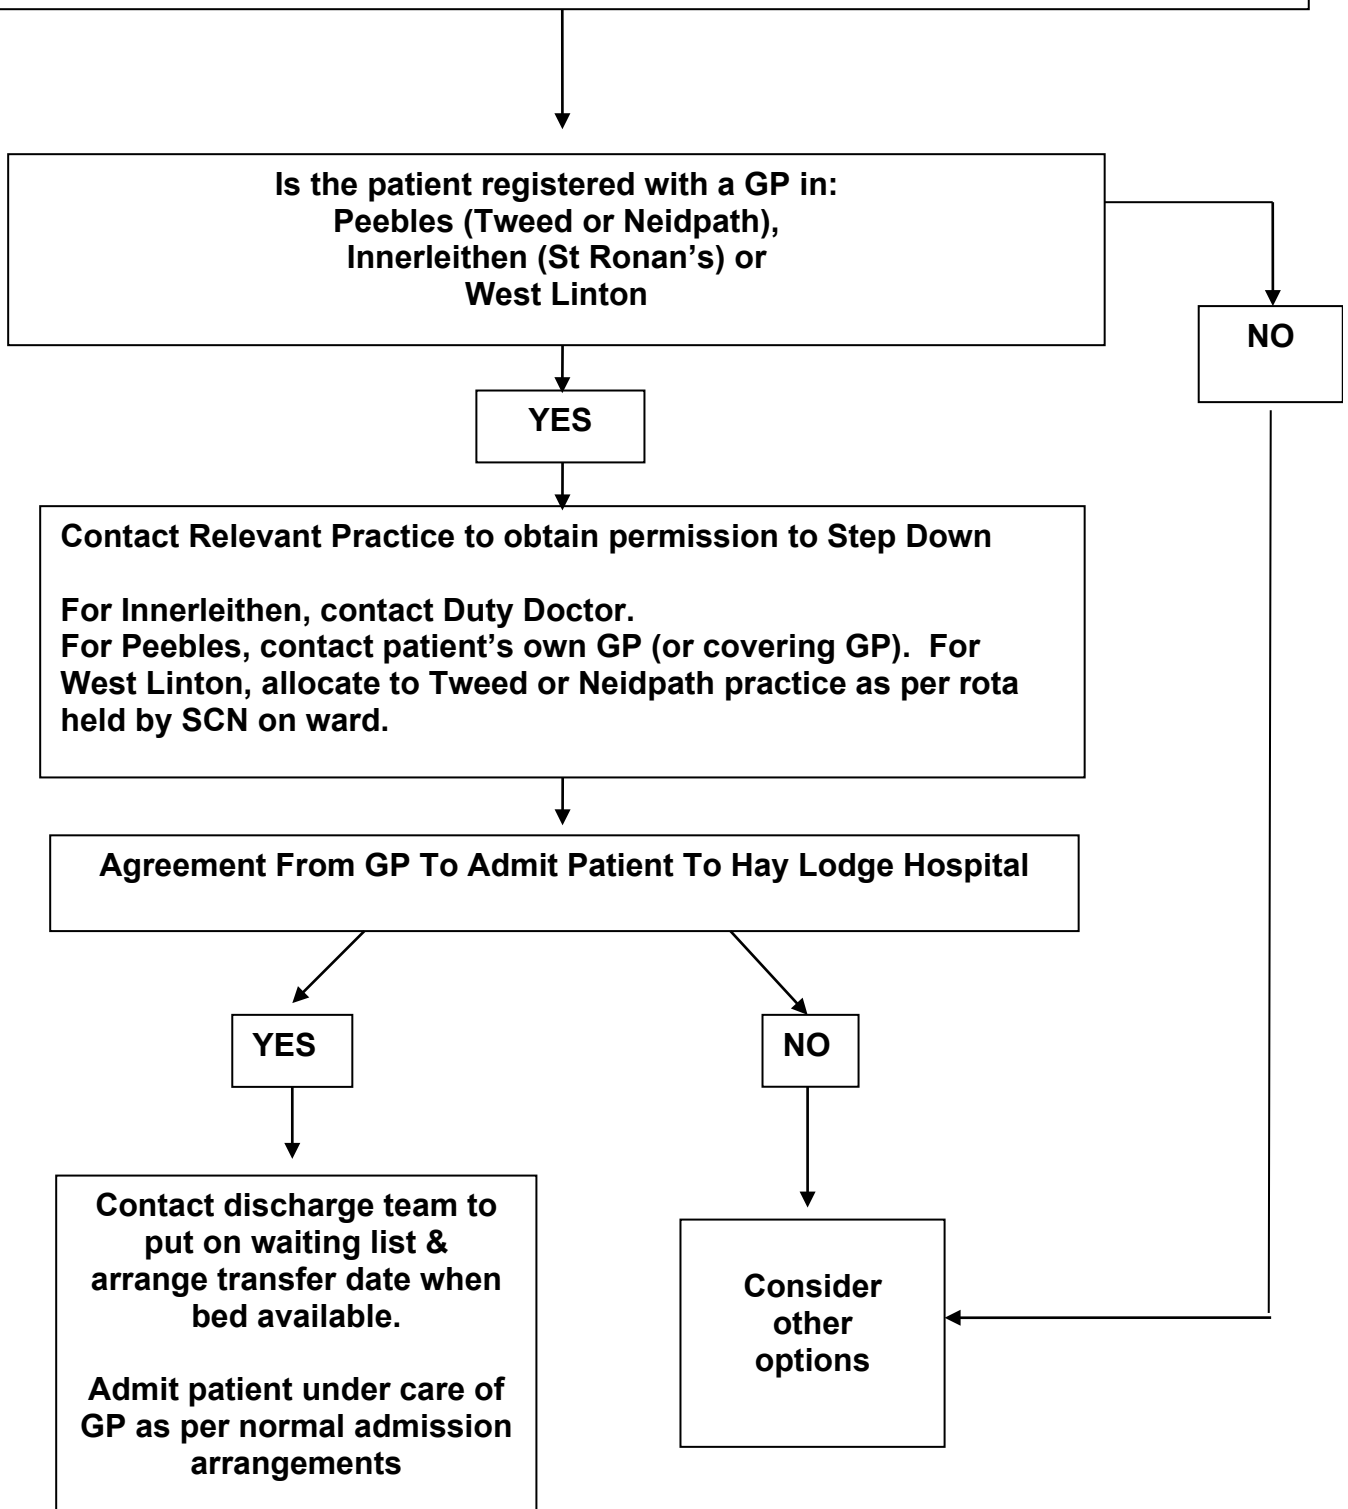 Is the patient registered with a GP in:
Peebles (Tweed or Neidpath),
Innerleithen (St Ronan’s) or
West Linton
NO
YES
Contact Relevant Practice to obtain permission to Step Down
For Innerleithen, contact Duty Doctor.
For Peebles, contact patient’s own GP (or covering GP).  For
West Linton, allocate to Tweed or Neidpath practice as per rota
held by SCN on ward.
Agreement From GP To Admit Patient To Hay Lodge Hospital
YES
NO
Contact discharge team to
put on waiting list &
arrange transfer date when
bed available.
Admit patient under care of
GP as per normal admission
arrangements
Consider
other
options